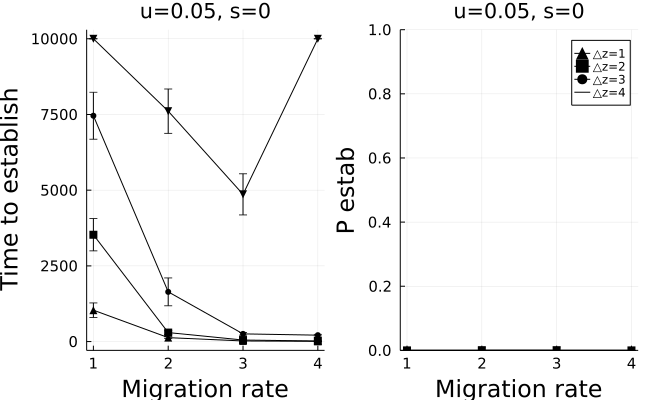 u=0.05, s=0
Time to establish
10000
7500
5000
2500
0
1 2 3 4
Migration rate
u=0.05, s=0
P estab
1.0
0.8
0.6
0.4
0.2
0.0
1 2 3 4
Migration rate
△z=1
△z=2
△z=3
△z=4